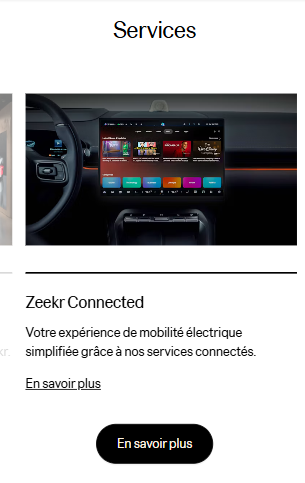 Services
Zeekr Connected
Votre expérience de mobilité électrique
simplifiée grâce à nos services connectés.
En savoir plus
En savoir plus